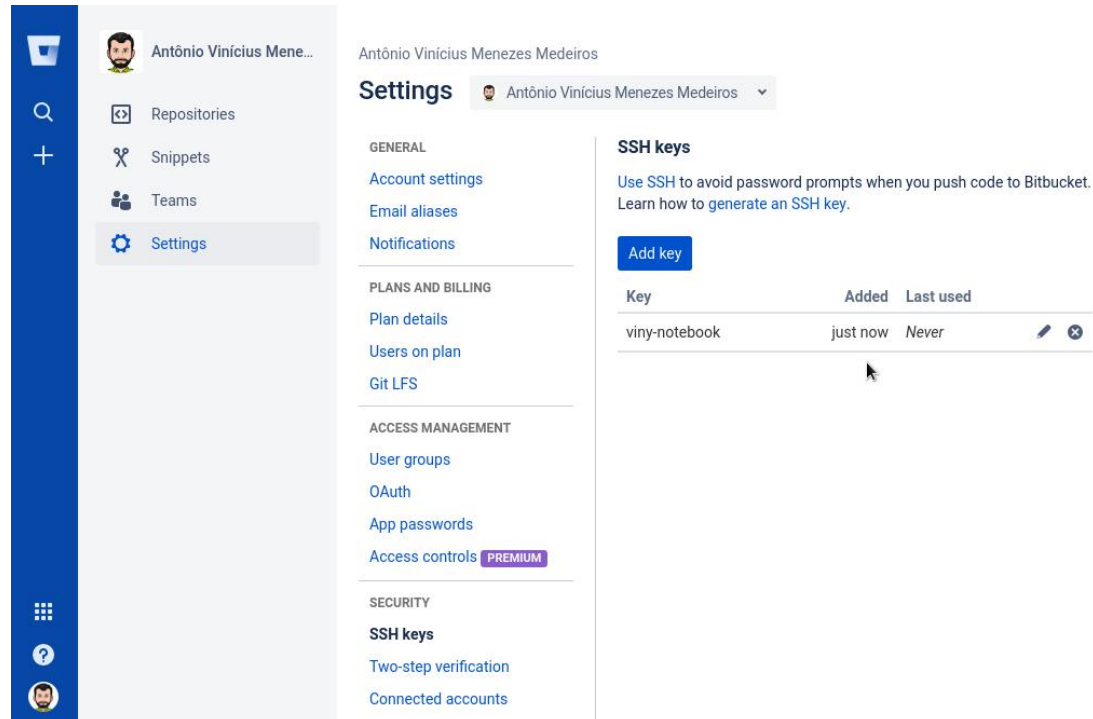 Antônio Vinícius Mene...
Repositories
Snippets
Teams
Settings
Antônio Vinícius Menezes Medeiros
Settings
Antônio Vinícius Menezes Medeiros
GENERAL
Account settings
Email aliases
Notifications
PLANS AND BILLING
Plan details
Users on plan
Git LFS
ACCESS MANAGEMENT
User groups
OAuth
App passwords
Access controls PREMIUM
SECURITY
SSH keys
Two-step verification
Connected accounts
SSH keys
Use SSH to avoid password prompts when you push code to Bitbucket.
Learn how to generate an SSH key.
Add key
Key Added Last used
viny-notebook just now Never